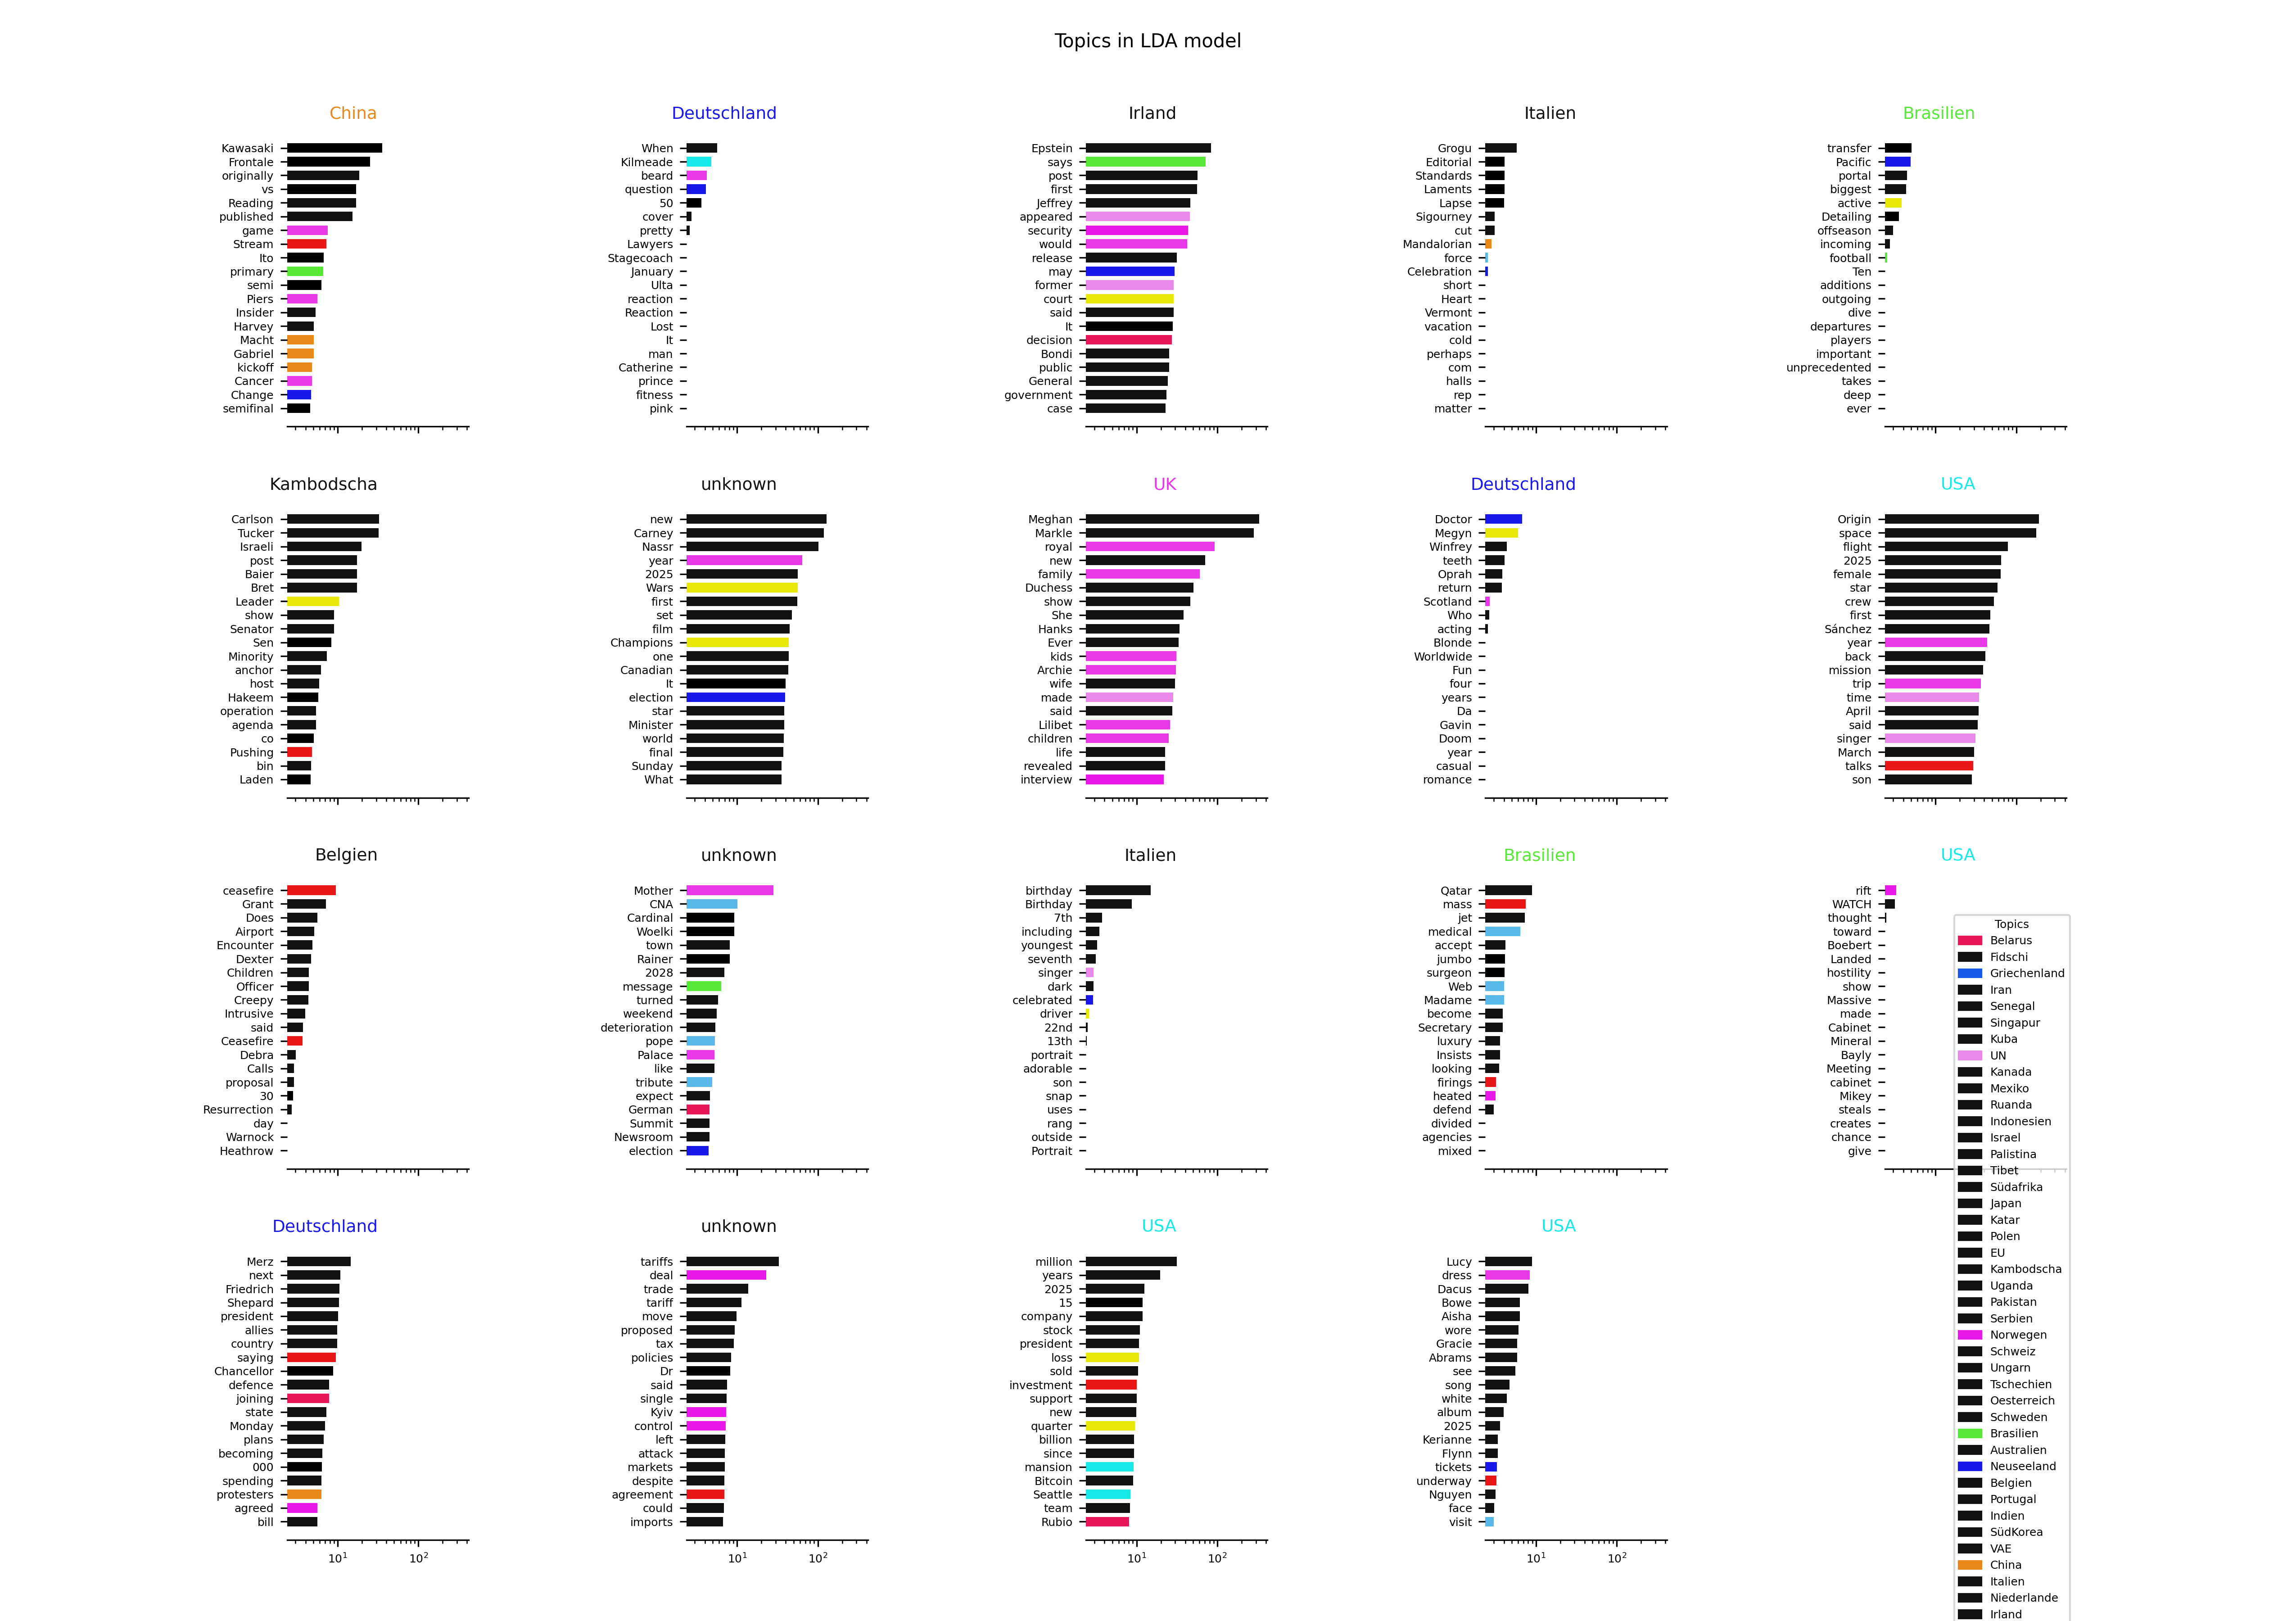 Topics in LDA model
China
Kawasaki
Frontale
originally
vs
Reading
published
game
Stream
Ito
primary
semi
Piers
Insider
Harvey
Macht
Gabriel
kickoff
Cancer
Change
semifinal
Deutschland
When
Kilmeade
beard
question
50
cover
pretty
Lawyers
Stagecoach
January
Ulta
reaction
Reaction
Lost
It
man
Catherine
prince
fitness
pink
Irland
Epstein
says
post
first
Jeffrey
appeared
security
would
release
may
former
court
said
It
decision
Bondi
public
General
government
case
Italien
Grogu
Editorial
Standards
Laments
Lapse
Sigourney
cut
Mandalorian
force
Celebration
short
Heart
Vermont
vacation
cold
perhaps
com
halls
rep
matter
Brasilien
transfer
Pacific
portal
biggest
active
Detailing
offseason
incoming
football
Ten
additions
outgoing
dive
departures
players
important
unprecedented
takes
deep
ever
Kambodscha
Carlson
Tucker
Israeli
post
Baier
Bret
Leader
show
Senator
Sen
Minority
anchor
host
Hakeem
operation
agenda
co
Pushing
bin
Laden
unknown
new
Carney
Nassr
year
2025
Wars
first
set
film
Champions
one
Canadian
It
election
star
Minister
world
final
Sunday
What
UK
Meghan
Markle
royal
new
family
Duchess
show
She
Hanks
Ever
kids
Archie
wife
made
said
Lilibet
children
life
revealed
interview
Deutschland
Doctor
Megyn
Winfrey
teeth
Oprah
return
Scotland
Who
acting
Blonde
Worldwide
Fun
four
years
Da
Gavin
Doom
year
casual
romance
USA
Origin
space
flight
2025
female
star
crew
first
Sánchez
year
back
mission
trip
time
April
said
singer
March
talks
son
Belgien
ceasefire
Grant
Does
Airport
Encounter
Dexter
Children
Officer
Creepy
Intrusive
said
Ceasefire
Debra
Calls
proposal
30
Resurrection
day
Warnock
Heathrow
unknown
Mother
CNA
Cardinal
Woelki
town
Rainer
2028
message
turned
weekend
deterioration
pope
Palace
like
tribute
expect
German
Summit
Newsroom
election
Italien
birthday
Birthday
7th
including
youngest
seventh
singer
dark
celebrated
driver
22nd
13th
portrait
adorable
son
snap
uses
rang
outside
Portrait
Brasilien
Qatar
mass
jet
medical
accept
jumbo
surgeon
Web
Madame
become
Secretary
luxury
Insists
looking
firings
heated
defend
divided
agencies
mixed
USA
rift
WATCH
thought
toward
Boebert
Landed
hostility
show
Massive
made
Cabinet
Mineral
Bayly
Meeting
cabinet
Mikey
steals
creates
chance
give
Deutschland
Merz
next
Friedrich
Shepard
president
allies
country
saying
Chancellor
defence
joining
state
Monday
plans
becoming
000
spending
protesters
agreed
bill
10¹ 10²
unknown
tariffs
deal
trade
tariff
move
proposed
tax
policies
Dr
said
single
Kyiv
control
left
attack
markets
despite
agreement
could
imports
10¹ 10²
USA
million
years
2025
15
company
stock
president
loss
sold
investment
support
new
quarter
billion
since
mansion
Bitcoin
Seattle
team
Rubio
10¹ 10²
USA
Lucy
dress
Dacus
Bowe
Aisha
wore
Gracie
Abrams
see
song
white
album
2025
Kerianne
Flynn
tickets
underway
Nguyen
face
visit
10¹ 10²
Topics
Belarus
Fidschi
Griechenland
Iran
Senegal
Singapur
Kuba
UN
Kanada
Mexiko
Ruanda
Indonesien
Israel
Palistina
Tibet
Südafrika
Japan
Katar
Polen
EU
Kambodscha
Uganda
Pakistan
Serbien
Norwegen
Schweiz
Ungarn
Tschechien
Oesterreich
Schweden
Brasilien
Australien
Neuseeland
Belgien
Portugal
Indien
SüdKorea
VAE
China
Italien
Niederlande
Irland